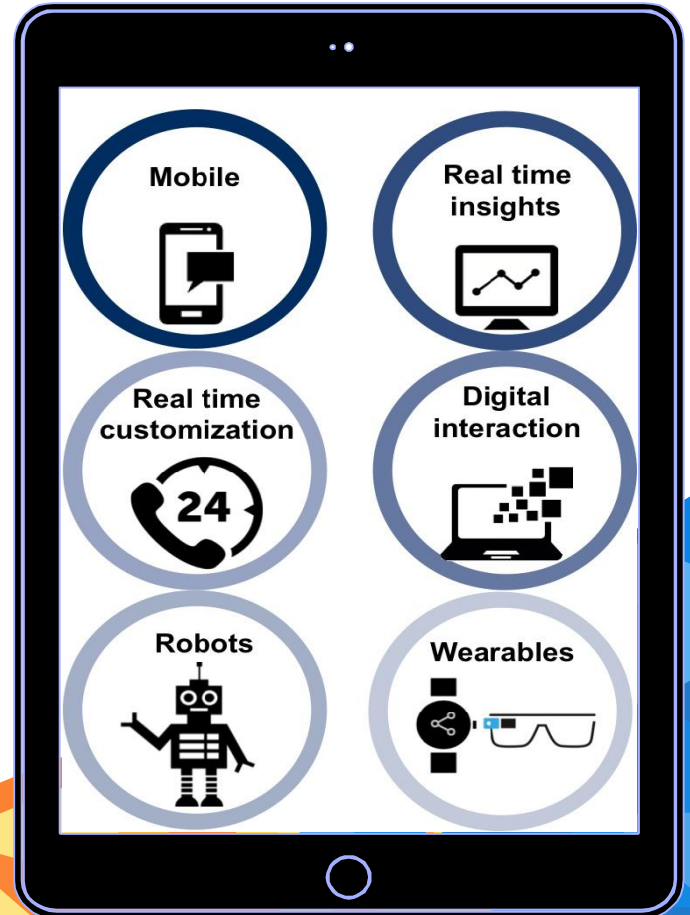 Mobile
Real time
insights
Real time
customization
24
Digital
interaction
Robots
Wearables